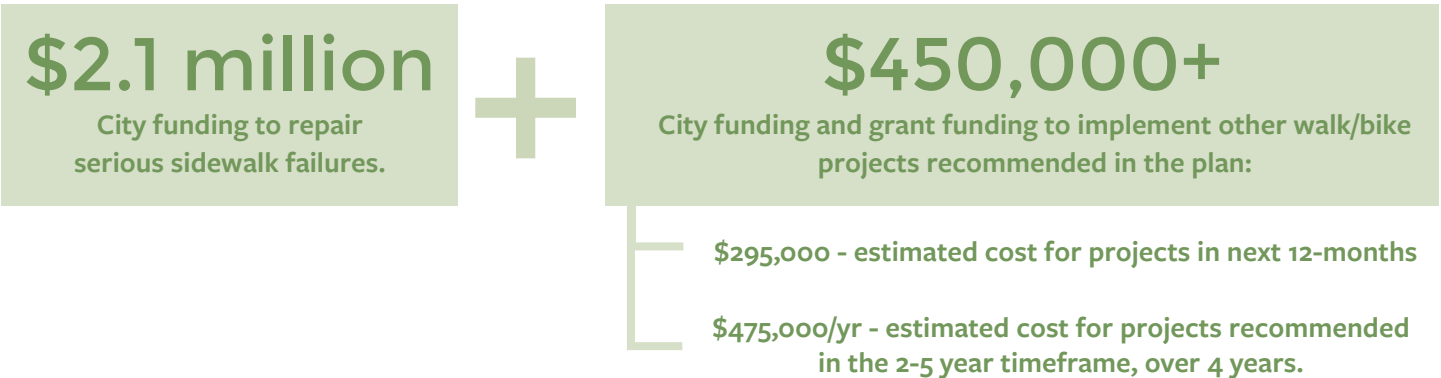 $2.1 million
City funding to repair
serious sidewalk failures.
+
$450,000+
City funding and grant funding to implement other walk/bike
projects recommended in the plan:
$295,000 - estimated cost for projects in next 12-months
$475,000/yr - estimated cost for projects recommended
in the 2-5 year timeframe, over 4 years.